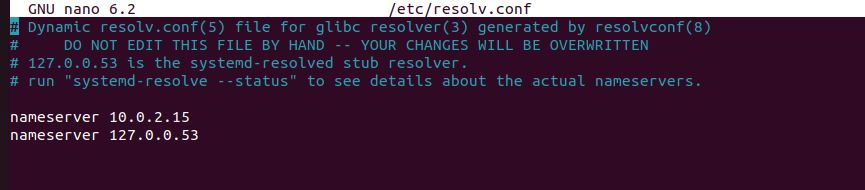 GNU nano 6.2 /etc/resolv.conf
# Dynamic resolv.conf(5) file for glibc resolver(3) generated by resolvconf(8)
# DO NOT EDIT THIS FILE BY HAND -- YOUR CHANGES WILL BE OVERWRITTEN
# 127.0.0.53 is the systemd-resolved stub resolver.
# run "systemd-resolve --status" to see details about the actual nameservers.
nameserver 10.0.2.15
nameserver 127.0.0.53